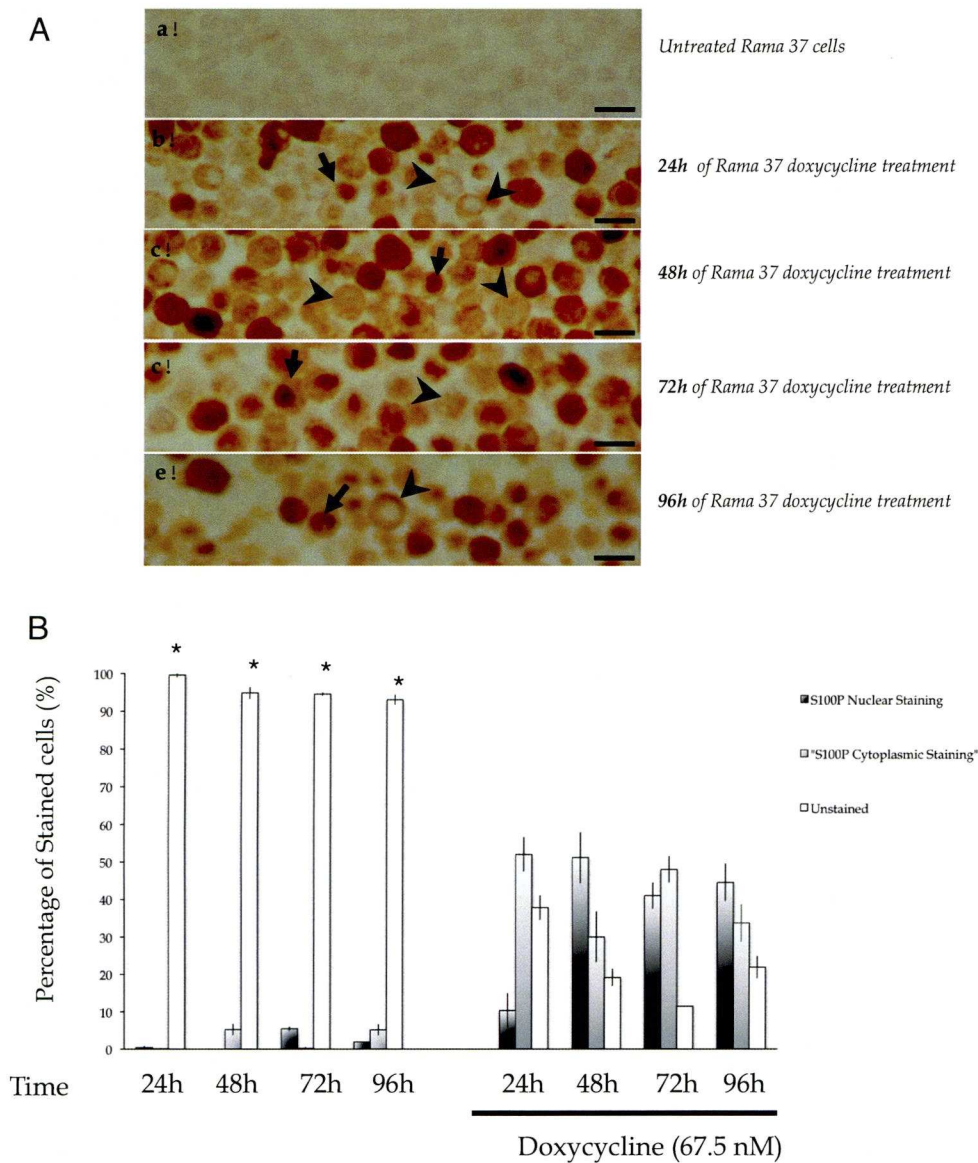 A
a!
Untreated Rama 37 cells
b!
24h of Rama 37 doxycycline treatment
c!
48h of Rama 37 doxycycline treatment
c!
72h of Rama 37 doxycycline treatment
e!
96h of Rama 37 doxycycline treatment
B
Percentage of Stained cells (%)
100
90
80
70
60
50
40
30
20
10
0
* * * *
S100P Nuclear Staining
"S100P Cytoplasmic Staining"
Unstained
Time 24h 48h 72h 96h 24h 48h 72h 96h
Doxycycline (67.5 nM)